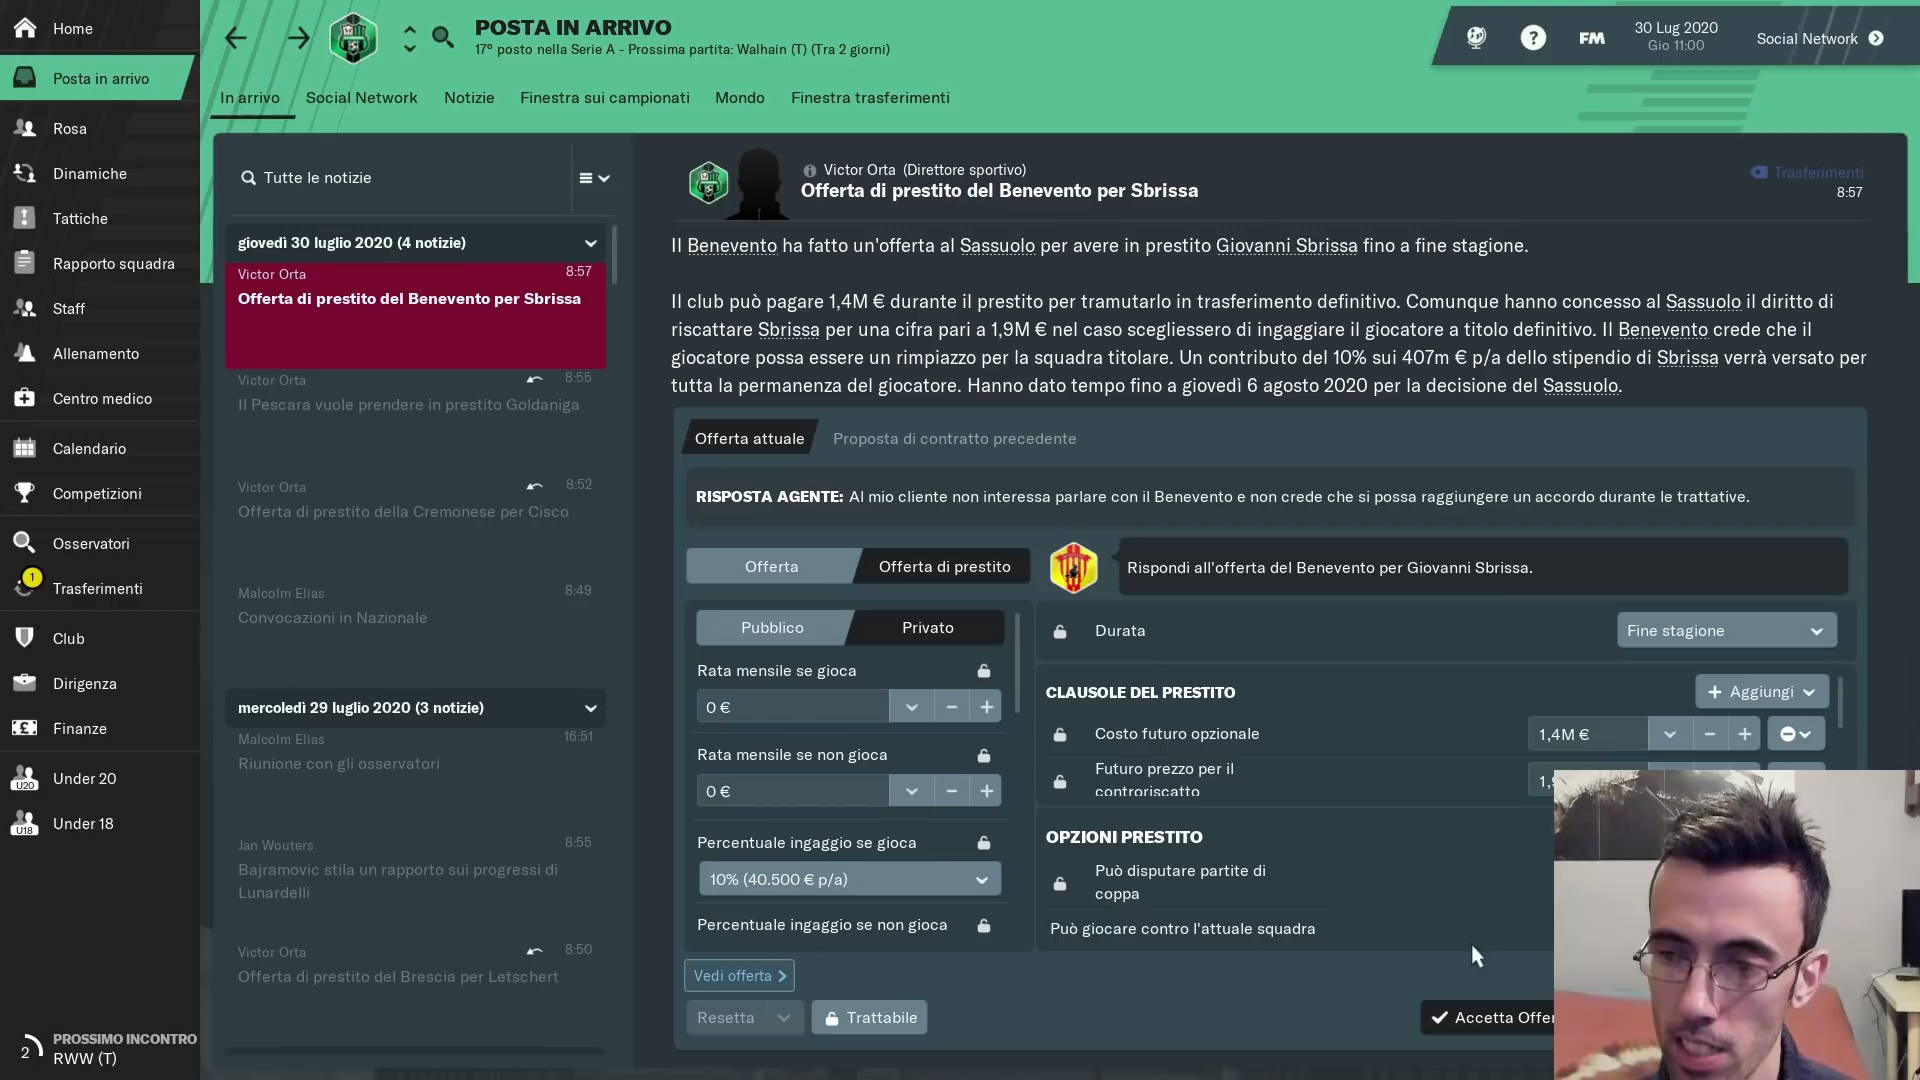 Home
Posta in arrivo
Rosa
Dinamiche
Tattiche
Rapporto squadra
Staff
Allenamento
Centro medico
Calendario
Competizioni
Osservatori
1
Trasferimenti
Club
Dirigenza
Finanze
U20
Under 20
U18
Under 18
2
PROSSIMO INCONTRO
RWW (T)
POSTA IN ARRIVO
17° posto nella Serie A - Prossima partita: Walhain (T) (Tra 2 giorni)
?
FM
30 Lug 2020
Gio 11:00
Social Network
In arrivo
Social Network
Notizie
Finestra sui campionati
Mondo
Finestra trasferimenti
Tutte le notizie
giovedì 30 luglio 2020 (4 notizie)
Victor Orta 8:57
Offerta di prestito del Benevento per Sbrissa
Victor Orta 8:55
Il Pescara vuole prendere in prestito Goldaniga
Victor Orta 8:52
Offerta di prestito della Cremonese per Cisco
Malcolm Elias 8:49
Convocazioni in Nazionale
mercoledì 29 luglio 2020 (3 notizie)
Malcolm Elias 16:51
Riunione con gli osservatori
Jan Wouters 8:55
Bajramovic stila un rapporto sui progressi di
Lunardelli
Victor Orta 8:50
Offerta di prestito del Brescia per Letschert
Victor Orta (Direttore sportivo)
Offerta di prestito del Benevento per Sbrissa
Trasferimenti
8:57
Il Benevento ha fatto un'offerta al Sassuolo per avere in prestito Giovanni Sbrissa fino a fine stagione.
Il club può pagare 1,4M € durante il prestito per tramutarlo in trasferimento definitivo. Comunque hanno concesso al Sassuolo il diritto di
riscattare Sbrissa per una cifra pari a 1,9M € nel caso scegliessero di ingaggiare il giocatore a titolo definitivo. Il Benevento crede che il
giocatore possa essere un rimpiazzo per la squadra titolare. Un contributo del 10% sui 407m € p/a dello stipendio di Sbrissa verrà versato per
tutta la permanenza del giocatore. Hanno dato tempo fino a giovedì 6 agosto 2020 per la decisione del Sassuolo.
Offerta attuale
Proposta di contratto precedente
RISPOSTA AGENTE: Al mio cliente non interessa parlare con il Benevento e non crede che si possa raggiungere un accordo durante le trattative.
Offerta
Offerta di prestito
Rispondi all'offerta del Benevento per Giovanni Sbrissa.
Pubblico
Privato
Rata mensile se gioca
0 €
Rata mensile se non gioca
0 €
Percentuale ingaggio se gioca
10% (40.500 € p/a)
Percentuale ingaggio se non gioca
Durata
Fine stagione
CLAUSOLE DEL PRESTITO
Aggiungi
Costo futuro opzionale
1,4M €
Futuro prezzo per il
controriscatto
OPZIONI PRESTITO
Può disputare partite di
coppa
Può giocare contro l'attuale squadra
Vedi offerta
Resetta
Trattabile
Accetta Offer